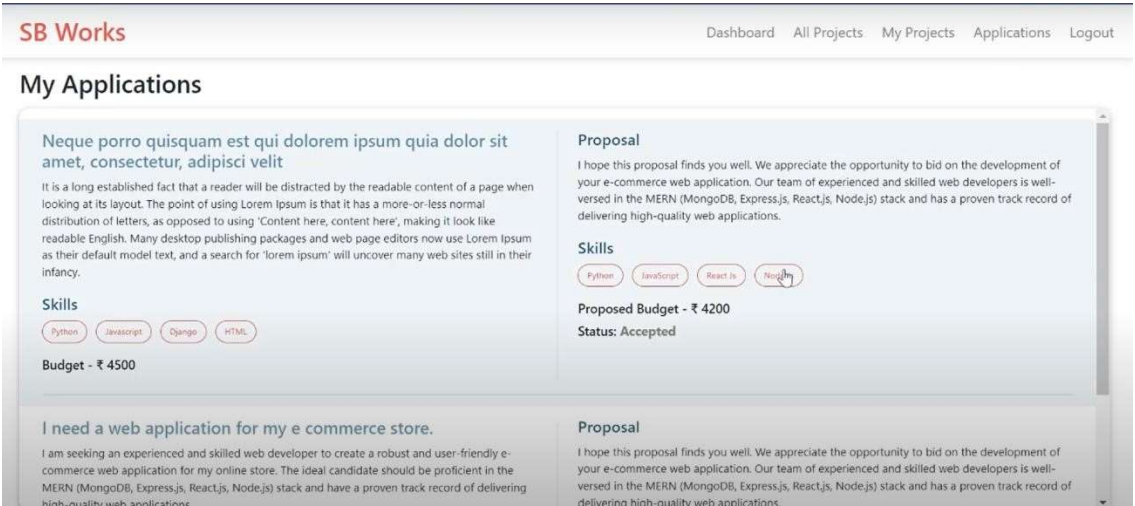 SB Works
Dashboard All Projects My Projects Applications Logout
My Applications
Neque porro quisquam est qui dolorem ipsum quia dolor sit
amet, consectetur, adipisci velit
It is a long established fact that a reader will be distracted by the readable content of a page when
looking at its layout. The point of using Lorem Ipsum is that it has a more-or-less normal
distribution of letters, as opposed to using 'Content here, content here', making it look like
readable English. Many desktop publishing packages and web page editors now use Lorem Ipsum
as their default model text, and a search for 'lorem ipsum' will uncover many web sites still in their
infancy.
Skills
Python Javascript Django HTML
Budget - ₹ 4500
Proposal
I hope this proposal finds you well. We appreciate the opportunity to bid on the development of
your e-commerce web application. Our team of experienced and skilled web developers is well-
versed in the MERN (MongoDB, Express.js, React.js, Node.js) stack and has a proven track record of
delivering high-quality web applications.
Skills
Python JavaScript React Js
Proposed Budget - ₹ 4200
Status: Accepted
I need a web application for my e commerce store.
I am seeking an experienced and skilled web developer to create a robust and user-friendly e-
commerce web application for my online store. The ideal candidate should be proficient in the
MERN (MongoDB, Express.js, React.js, Node.js) stack and have a proven track record of delivering
high-quality web applications.
Proposal
I hope this proposal finds you well. We appreciate the opportunity to bid on the development of
your e-commerce web application. Our team of experienced and skilled web developers is well-
versed in the MERN (MongoDB, Express.js, React.js, Node.js) stack and has a proven track record of
delivering high-quality web applications.